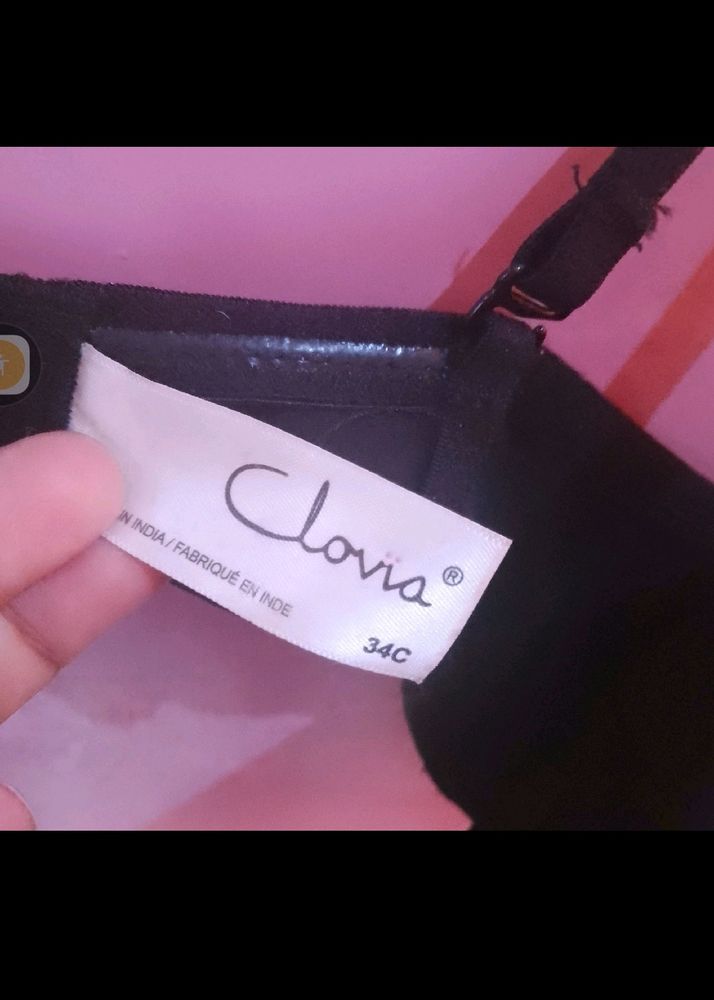 Clovia®
IN INDIA / FABRIQUÉ EN INDE
34C